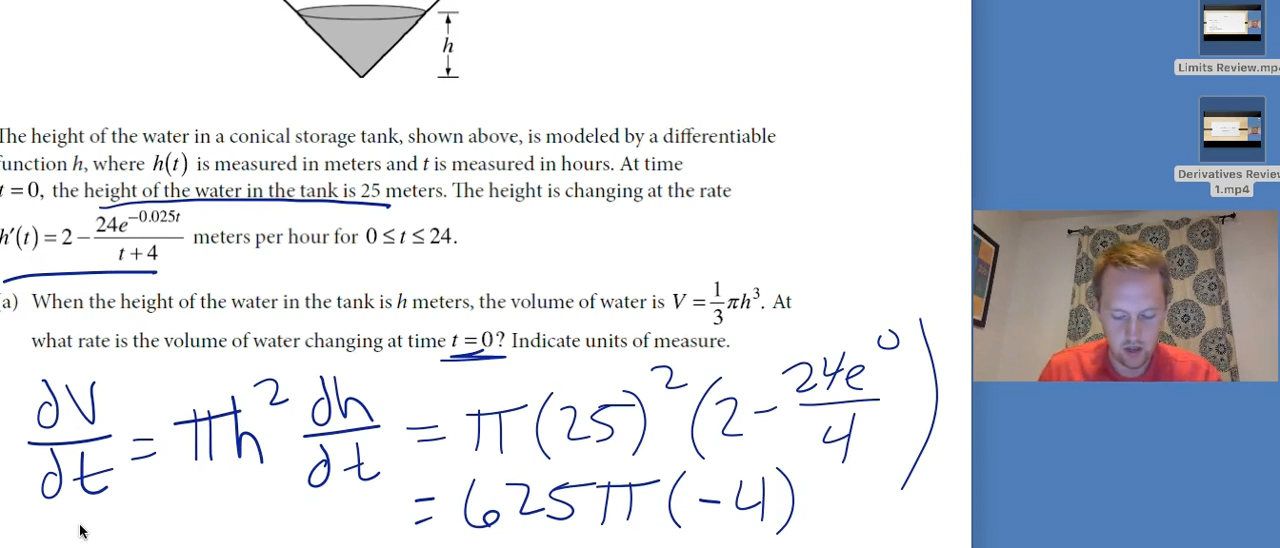 h
The height of the water in a conical storage tank, shown above, is modeled by a differentiable
function h, where h(t) is measured in meters and t is measured in hours. At time
t = 0, the height of the water in the tank is 25 meters. The height is changing at the rate
h′(t) = 2 − 24e^−0.025t / t + 4 meters per hour for 0 ≤ t ≤ 24.
(a) When the height of the water in the tank is h meters, the volume of water is V = 1/3 πh³. At
what rate is the volume of water changing at time t = 0? Indicate units of measure.
dV/dt = πh² dh/dt = π(25)² (2 − 24e⁰/4)
= 625π(−4)
Limits Review.mp
Derivatives Review
1.mp4